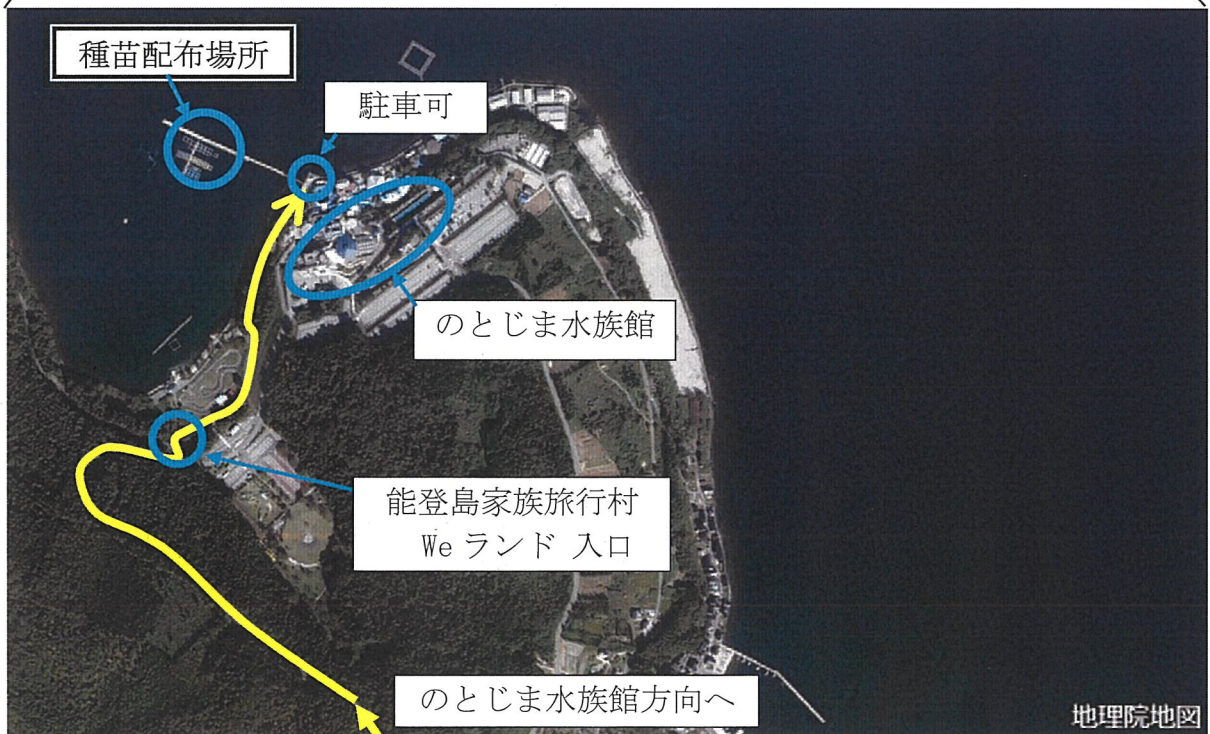 種苗配布場所
駐車可
のとじま水族館
能登島家族旅行村
We ランド 入口
のとじま水族館方向へ
地理院地図